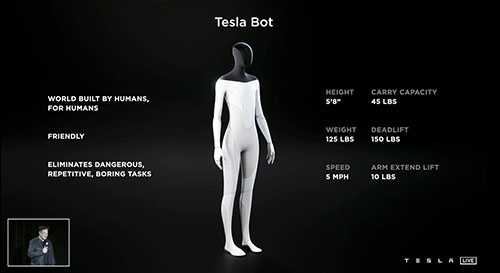 Tesla Bot
WORLD BUILT BY HUMANS,
FOR HUMANS
FRIENDLY
ELIMINATES DANGEROUS,
REPETITIVE, BORING TASKS
HEIGHT
5'8"
CARRY CAPACITY
45 LBS
WEIGHT
125 LBS
DEADLIFT
150 LBS
SPEED
5 MPH
ARM EXTEND LIFT
10 LBS
TESLA LIVE